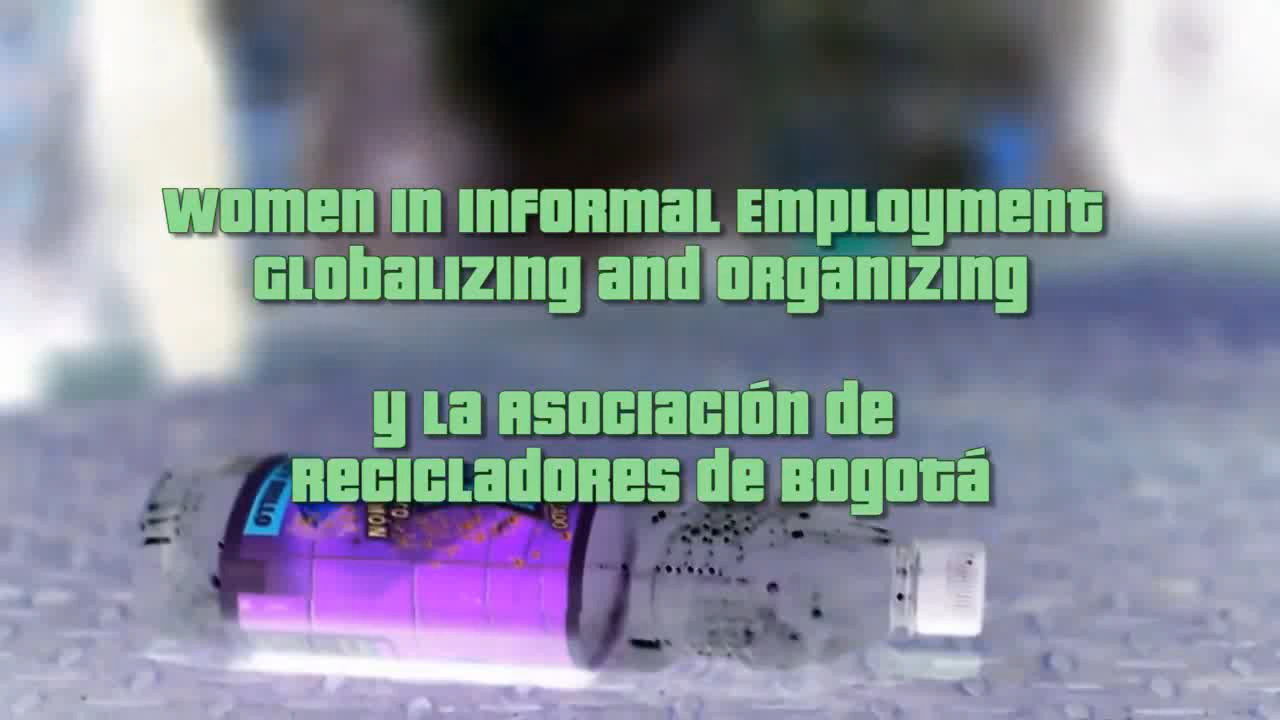 Women in Informal Employment
Globalizing and Organizing
y la Asociación de
Recicladores de Bogotá